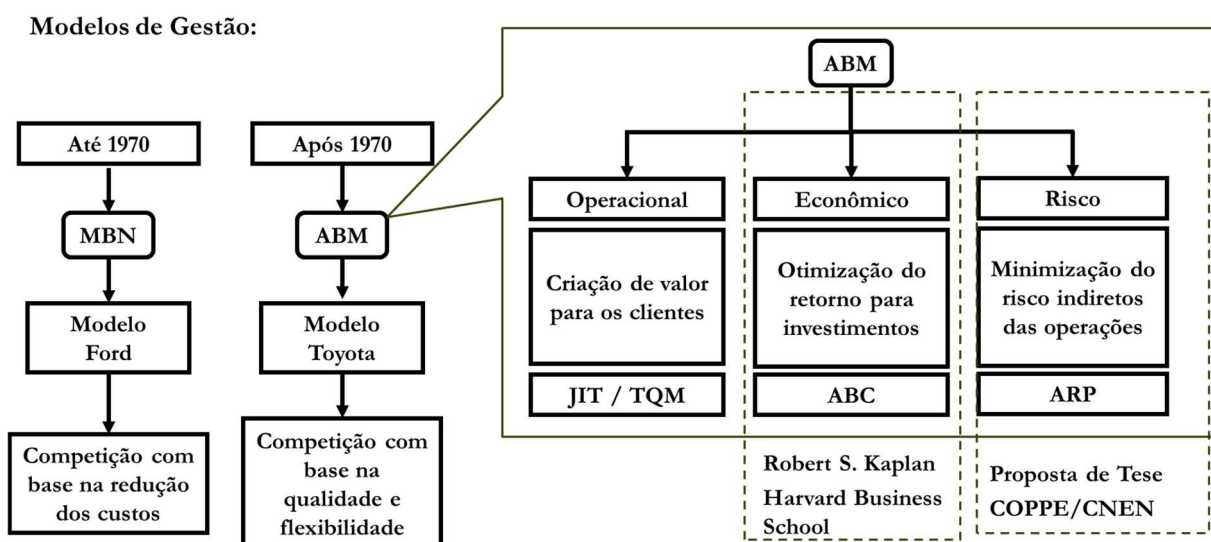 Modelos de Gestão:
Até 1970
MBN
Modelo
Ford
Competição com
base na redução
dos custos
Após 1970
ABM
Modelo
Toyota
Competição com
base na
qualidade e
flexibilidade
ABM
Operacional
Criação de valor
para os clientes
JIT / TQM
Econômico
Otimização do
retorno para
investimentos
ABC
Robert S. Kaplan
Harvard Business
School
Risco
Minimização do
risco indiretos
das operações
ARP
Proposta de Tese
COPPE/CNEN